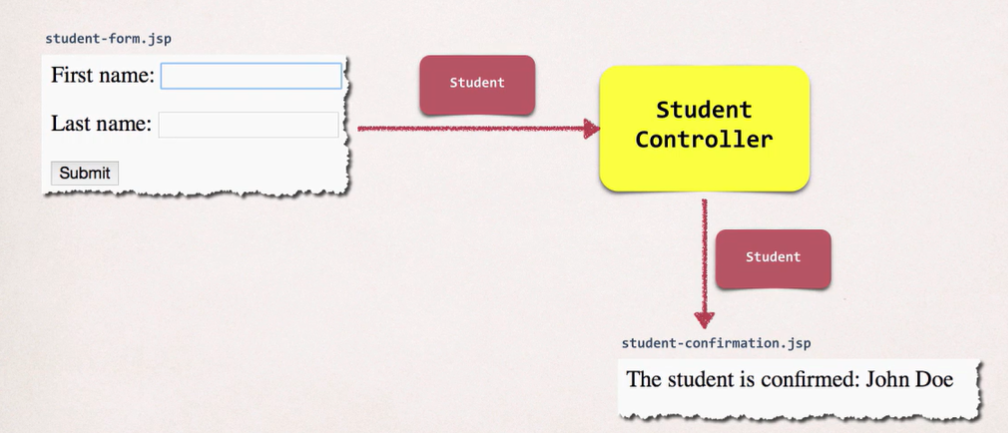 student-form.jsp
First name:
Last name:
Submit
Student
Student
Controller
Student
student-confirmation.jsp
The student is confirmed: John Doe